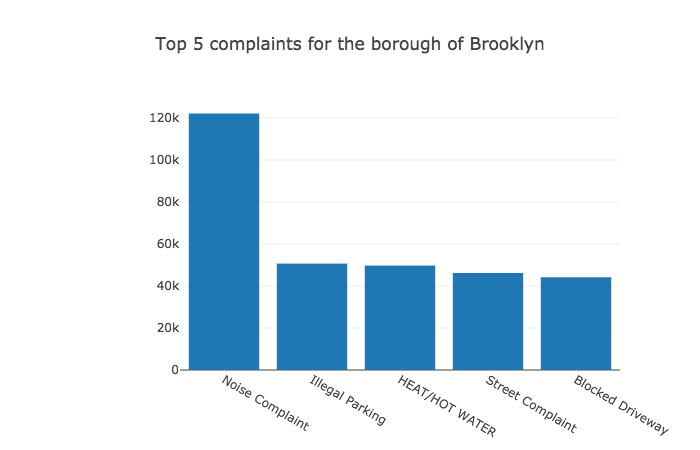 Top 5 complaints for the borough of Brooklyn
120k
100k
80k
60k
40k
20k
0
Noise Complaint
Illegal Parking
HEAT/HOT WATER
Street Complaint
Blocked Driveway